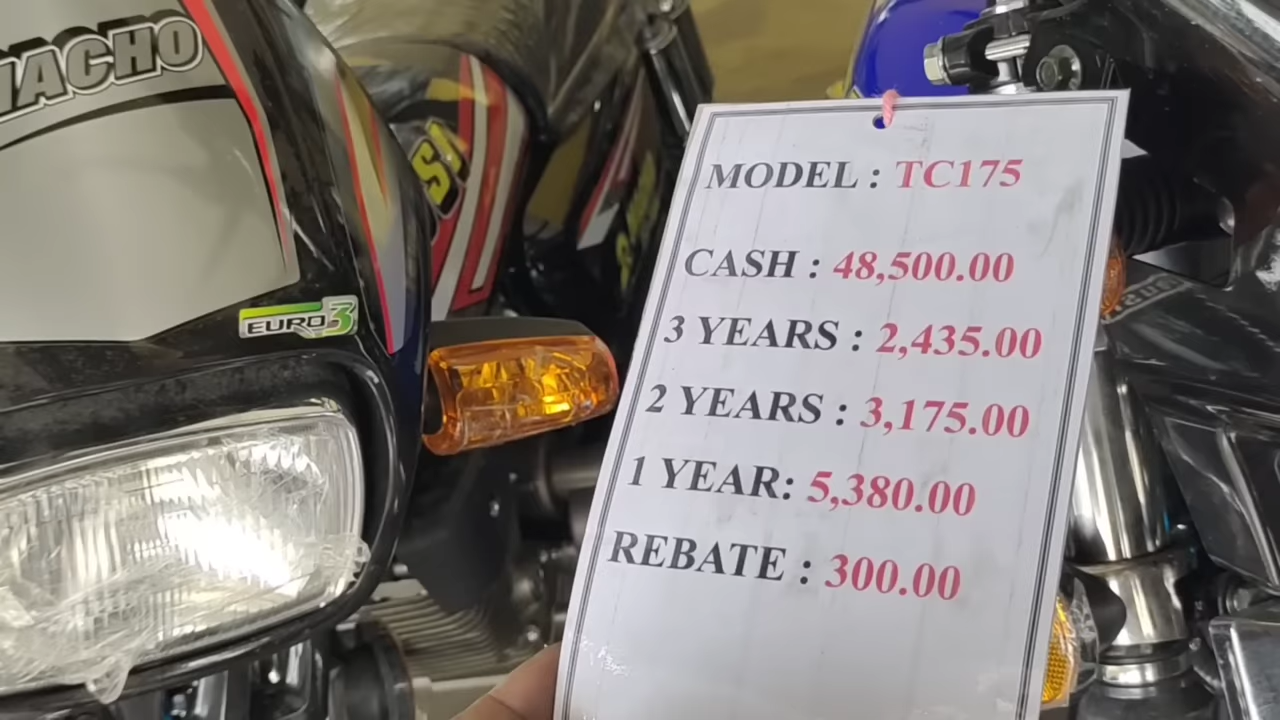 MACHO
EURO3
MODEL : TC175
CASH : 48,500.00
3 YEARS : 2,435.00
2 YEARS : 3,175.00
1 YEAR: 5,380.00
REBATE : 300.00